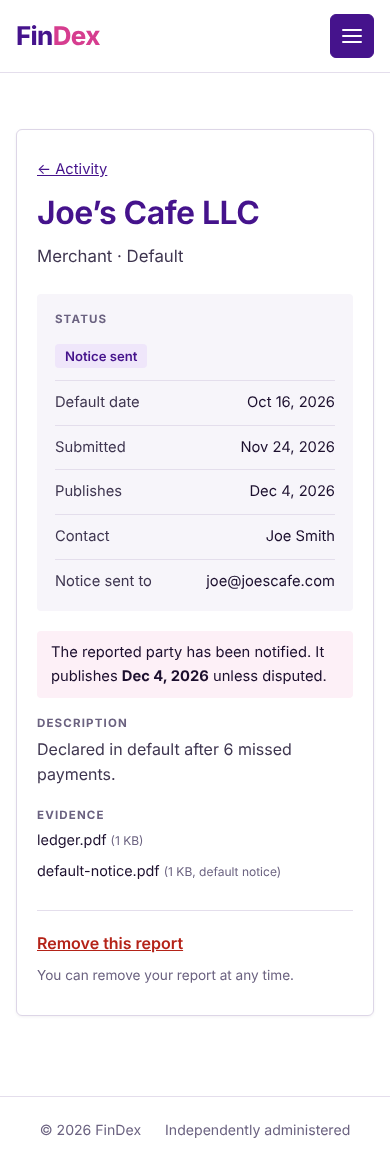 FinDex
← Activity
Joe’s Cafe LLC
Merchant · Default
STATUS
Notice sent
Default date Oct 16, 2026
Submitted Nov 24, 2026
Publishes Dec 4, 2026
Contact Joe Smith
Notice sent to joe@joescafe.com
The reported party has been notified. It
publishes Dec 4, 2026 unless disputed.
DESCRIPTION
Declared in default after 6 missed
payments.
EVIDENCE
ledger.pdf (1 KB)
default-notice.pdf (1 KB, default notice)
Remove this report
You can remove your report at any time.
© 2026 FinDex Independently administered